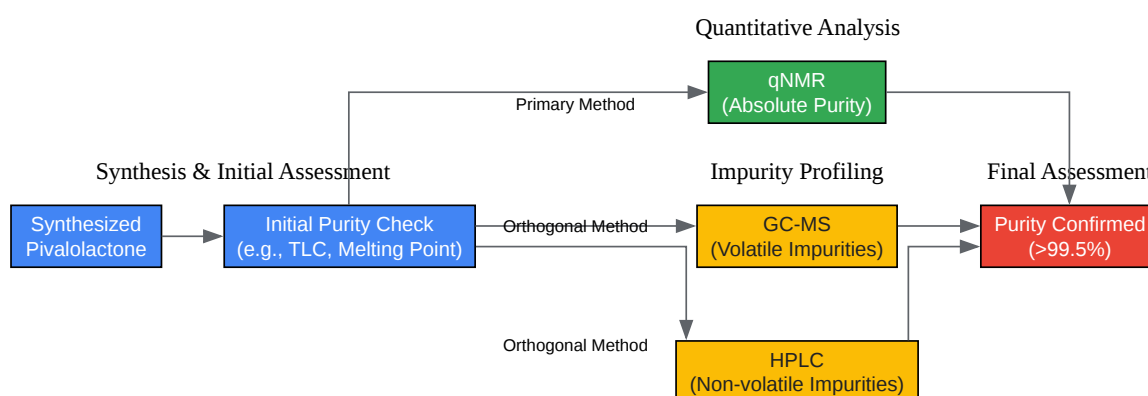 Quantitative Analysis
qNMR
(Absolute Purity)
Primary Method
Synthesis & Initial Assessment
Impurity Profiling
Final Assessment
Synthesized
Pivalolactone
Initial Purity Check
(e.g., TLC, Melting Point)
Orthogonal Method
GC-MS
(Volatile Impurities)
Purity Confirmed
(>99.5%)
Orthogonal Method
HPLC
(Non-volatile Impurities)